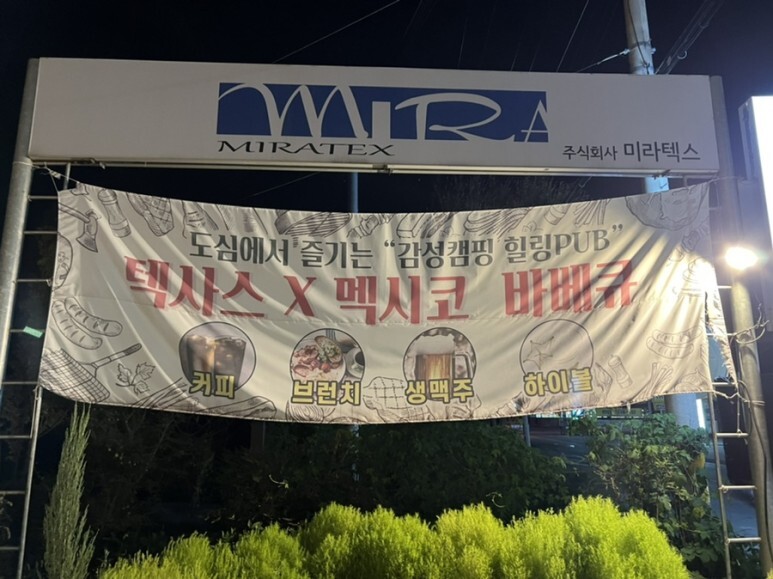 MIRA
MIRATEX
주식회사 미라텍스
도심에서 즐기는 “감성캠핑 힐링PUB”
텍사스 X 멕시코 바베큐
커피 브런치 생맥주 하이볼